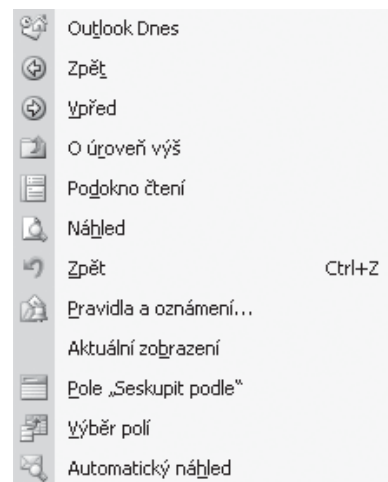 Outlook Dnes
Zpět
Vpřed
O úroveň výš
Podokno čtení
Náhled
Zpět Ctrl+Z
Pravidla a oznámení...
Aktuální zobrazení
Pole „Seskupit podle“
Výběr polí
Automatický náhled